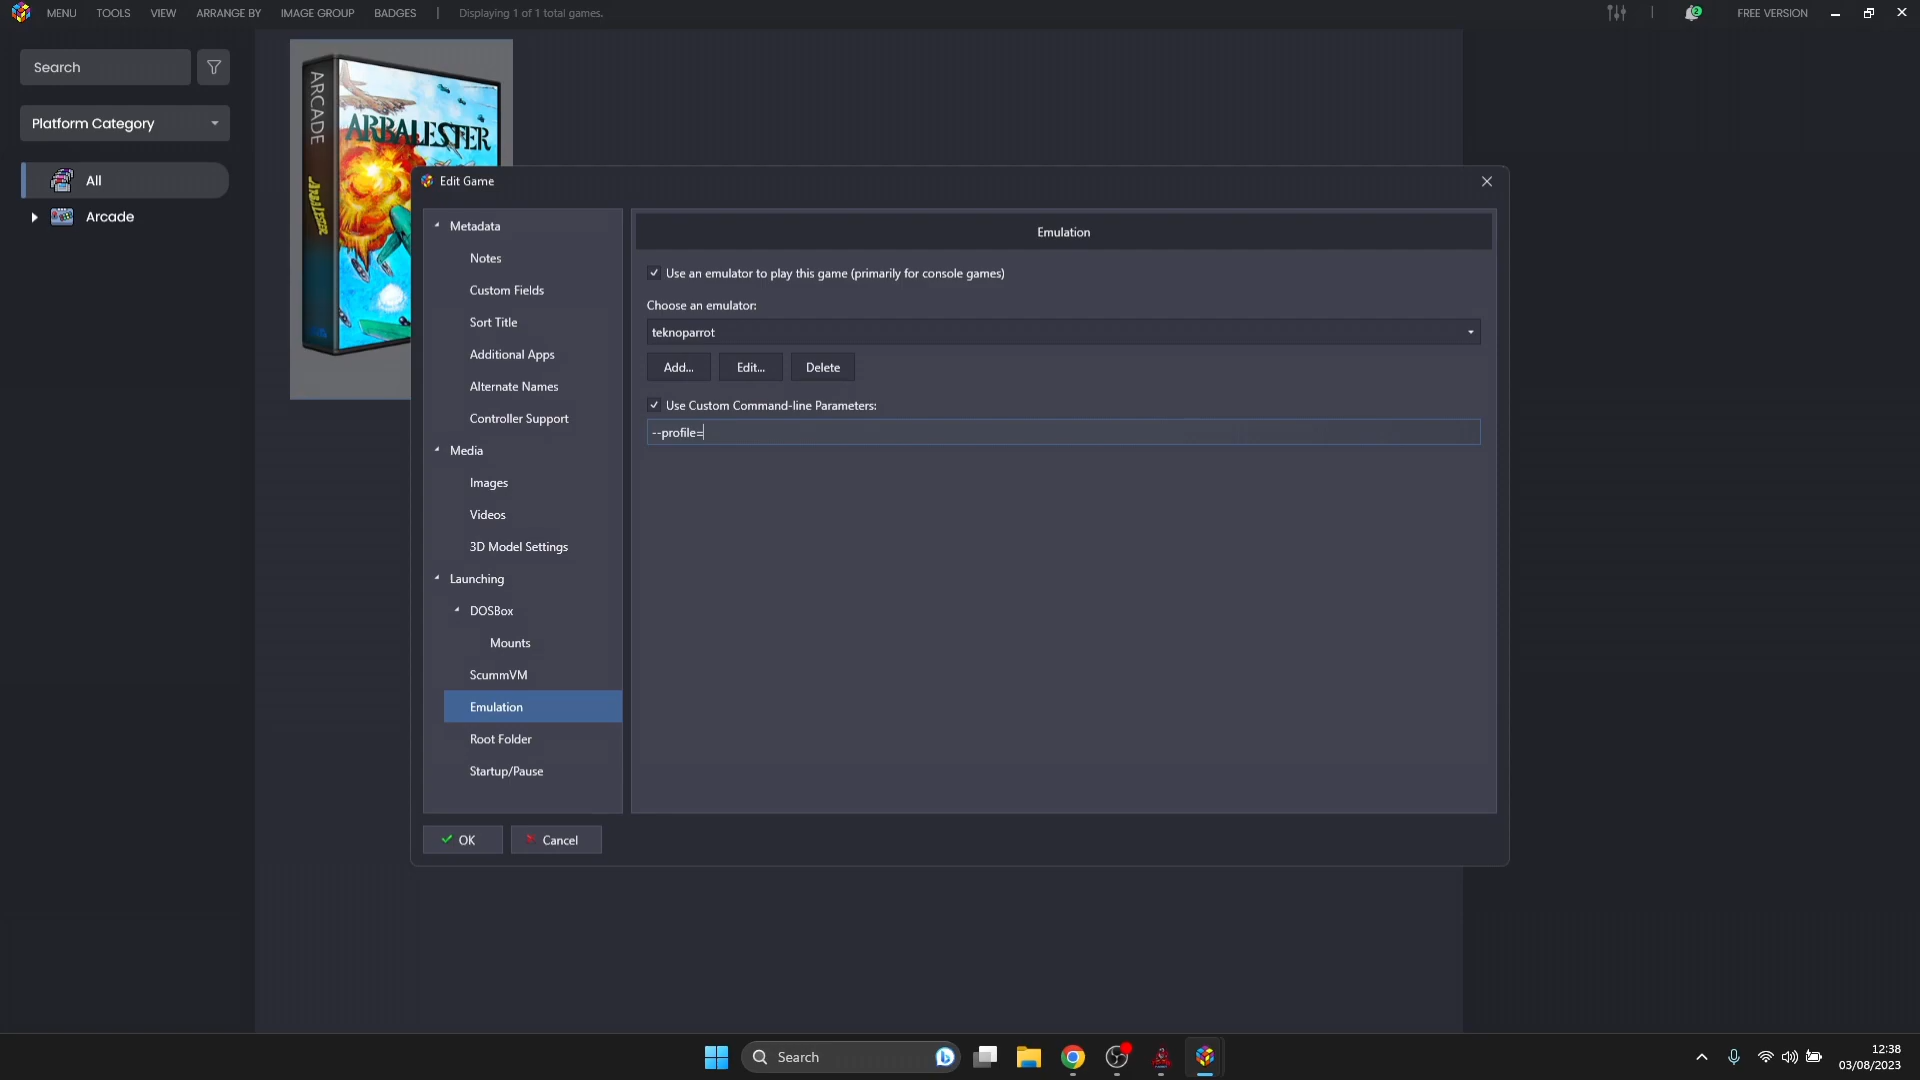 MENU TOOLS VIEW ARRANGE BY IMAGE GROUP BADGES | Displaying 1 of 1 total games. | 2 FREE VERSION
Search
Platform Category
All
Arcade
ARCADE
ARBALESTER
ARBALESTER
Edit Game
Metadata
Notes
Custom Fields
Sort Title
Additional Apps
Alternate Names
Controller Support
Media
Images
Videos
3D Model Settings
Launching
DOSBox
Mounts
ScummVM
Emulation
Root Folder
Startup/Pause
Emulation
Use an emulator to play this game (primarily for console games)
Choose an emulator:
teknoparrot
Add... Edit... Delete
Use Custom Command-line Parameters:
--profile=
OK Cancel
Search
12:38
03/08/2023